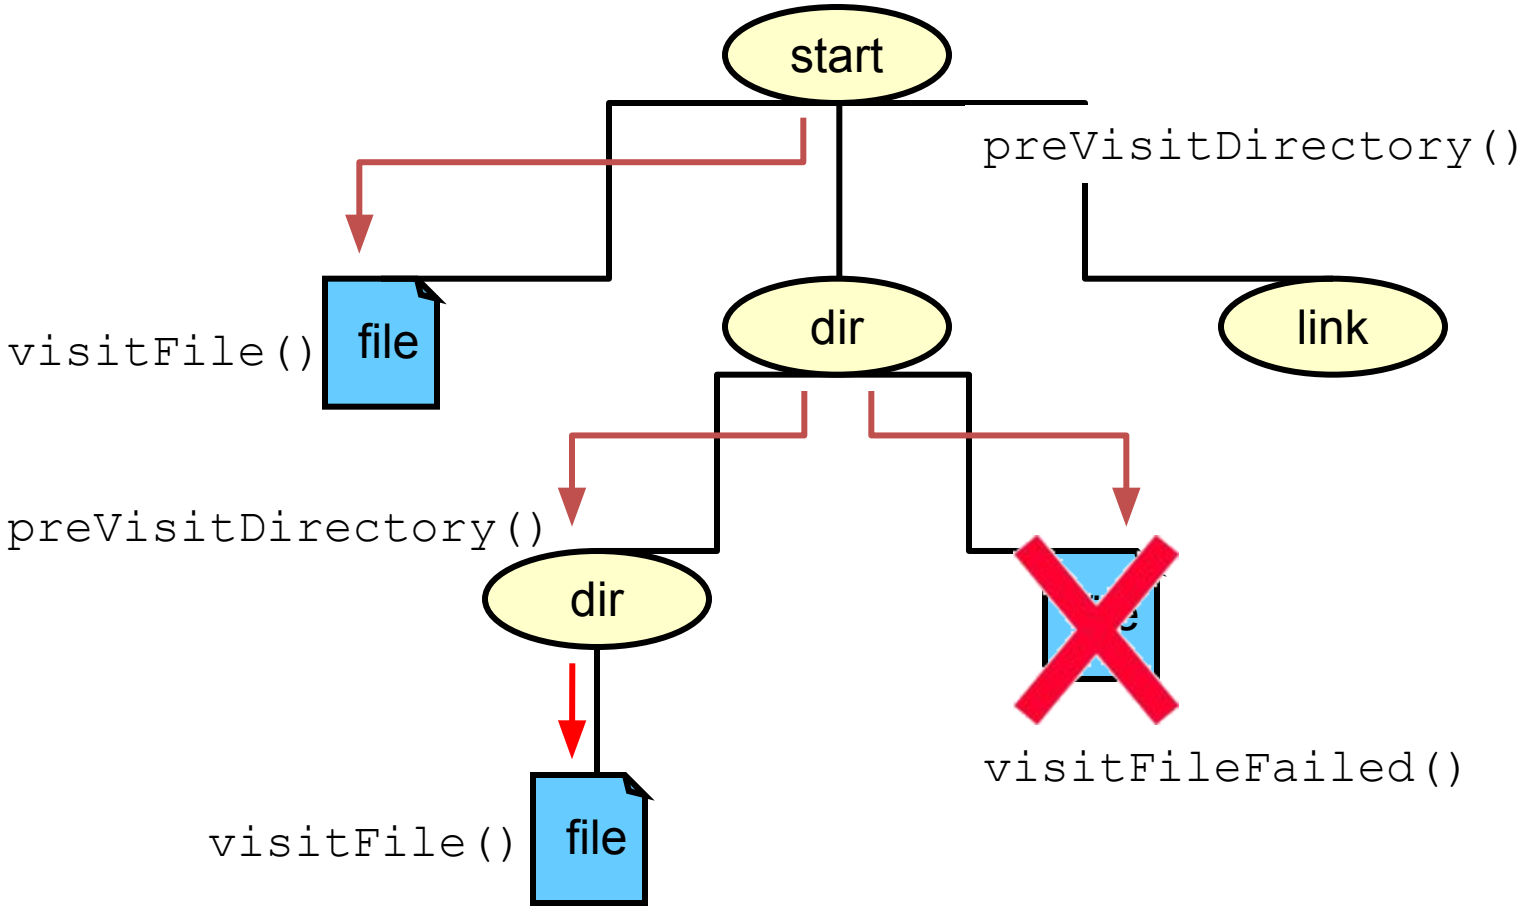 start
preVisitDirectory()
visitFile()
file
dir
link
preVisitDirectory()
dir
visitFileFailed()
visitFile()
file